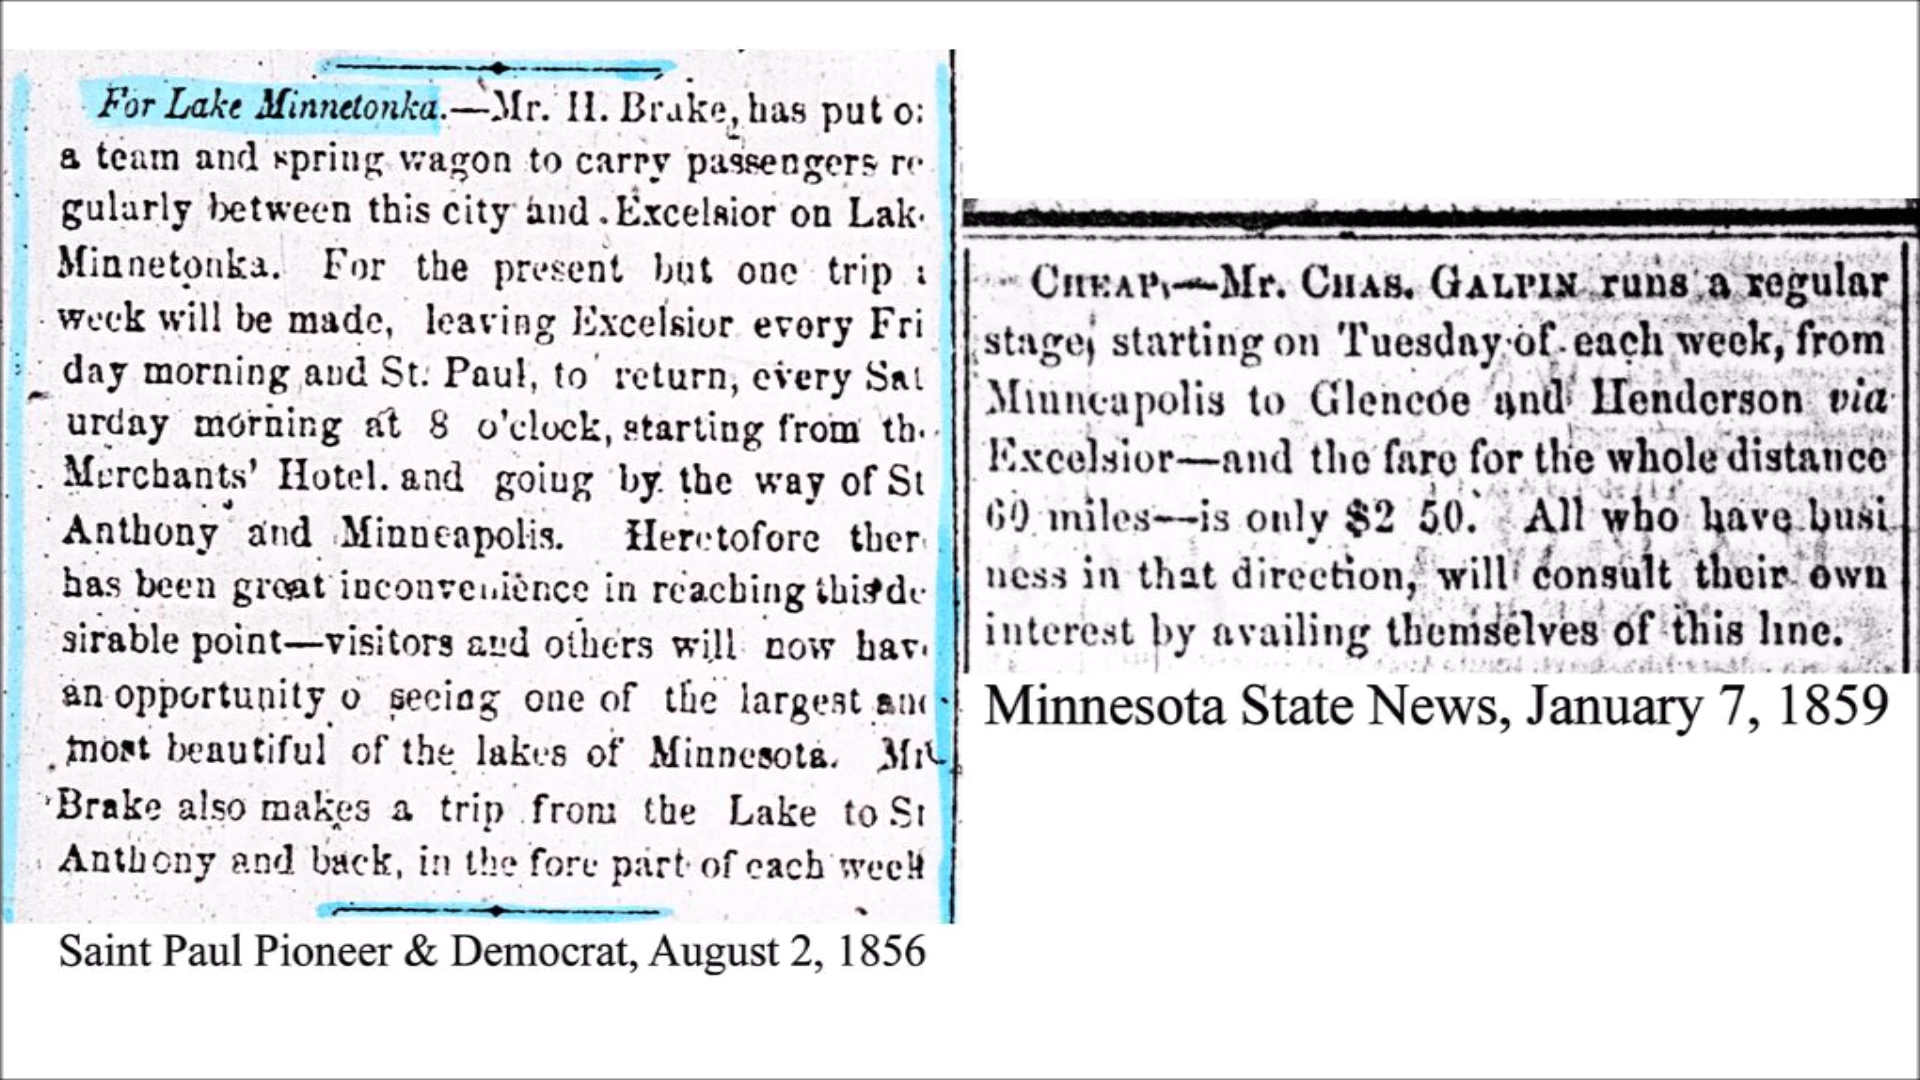 For Lake Minnetonka.—Mr. H. Brake, has put
a team and spring wagon to carry passengers re
gularly between this city and Excelsior on Lak
Minnetonka. For the present but one trip
week will be made, leaving Excelsior every Fri
day morning and St. Paul, to return, every Sat
urday morning at 8 o'clock, starting from th
Merchants' Hotel. and going by the way of St
Anthony and Minneapolis. Heretofore ther
has been great inconvenience in reaching this de
sirable point—visitors and others will now hav
an opportunity o seeing one of the largest and
most beautiful of the lakes of Minnesota. Mr
Brake also makes a trip from the Lake to St
Anthony and back, in the fore part of each week
Saint Paul Pioneer & Democrat, August 2, 1856
CHEAP,—Mr. CHAS. GALPIN runs a regular
stage, starting on Tuesday of each week, from
Minneapolis to Glencoe and Henderson via
Excelsior—and the fare for the whole distance
60 miles—is only $2 50. All who have busi
ness in that direction, will consult their own
interest by availing themselves of this line.
Minnesota State News, January 7, 1859